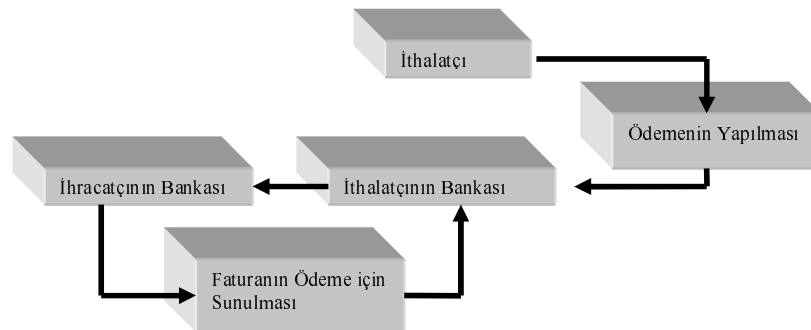 İthalatçı
Ödemenin Yapılması
İhracatçının Bankası
İthalatçının Bankası
Faturanın Ödeme için
Sunulması